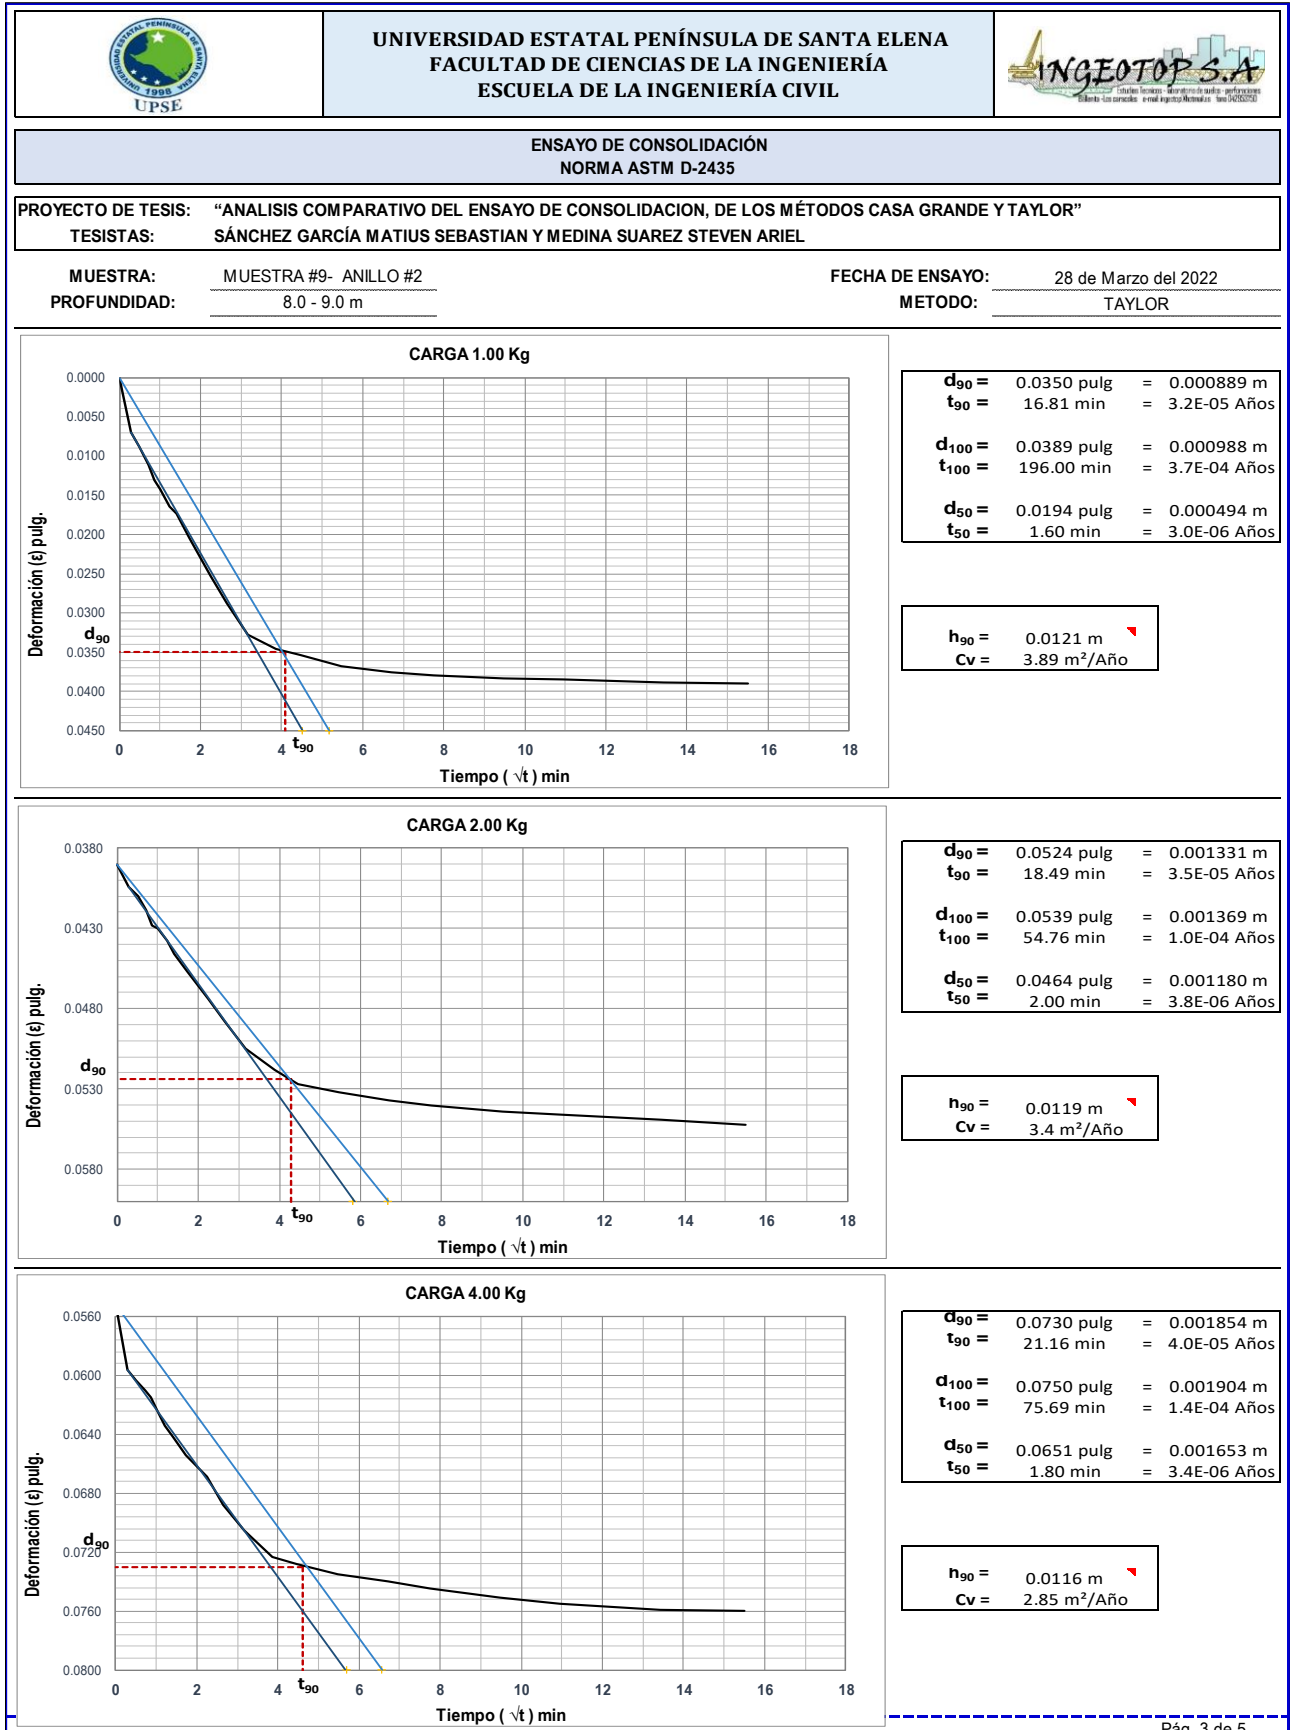 UNIVERSIDAD ESTATAL PENÍNSULA DE SANTA ELENA
FACULTAD DE CIENCIAS DE LA INGENIERÍA
ESCUELA DE LA INGENIERÍA CIVIL
UNIVERSIDAD ESTATAL PENÍNSULA DE SANTA ELENA
1998
UPSE
INGEOTOP S.A
ENSAYO DE CONSOLIDACIÓN
NORMA ASTM D-2435
PROYECTO DE TESIS: “ANALISIS COMPARATIVO DEL ENSAYO DE CONSOLIDACION, DE LOS MÉTODOS CASA GRANDE Y TAYLOR”
TESISTAS: SÁNCHEZ GARCÍA MATIUS SEBASTIAN Y MEDINA SUAREZ STEVEN ARIEL
MUESTRA: MUESTRA #9- ANILLO #2 FECHA DE ENSAYO: 28 de Marzo del 2022
PROFUNDIDAD: 8.0 - 9.0 m METODO: TAYLOR
CARGA 1.00 Kg
Deformación (ε) pulg.
0.0000
0.0050
0.0100
0.0150
0.0200
0.0250
0.0300
d90
0.0350
0.0400
0.0450
0 2 4 t90 6 8 10 12 14 16 18
Tiempo ( √t ) min
d90 = 0.0350 pulg = 0.000889 m
t90 = 16.81 min = 3.2E-05 Años
d100 = 0.0389 pulg = 0.000988 m
t100 = 196.00 min = 3.7E-04 Años
d50 = 0.0194 pulg = 0.000494 m
t50 = 1.60 min = 3.0E-06 Años
h90 = 0.0121 m
Cv = 3.89 m²/Año
CARGA 2.00 Kg
Deformación (ε) pulg.
0.0380
0.0430
0.0480
d90
0.0530
0.0580
0 2 4 t90 6 8 10 12 14 16 18
Tiempo ( √t ) min
d90 = 0.0524 pulg = 0.001331 m
t90 = 18.49 min = 3.5E-05 Años
d100 = 0.0539 pulg = 0.001369 m
t100 = 54.76 min = 1.0E-04 Años
d50 = 0.0464 pulg = 0.001180 m
t50 = 2.00 min = 3.8E-06 Años
h90 = 0.0119 m
Cv = 3.4 m²/Año
CARGA 4.00 Kg
Deformación (ε) pulg.
0.0560
0.0600
0.0640
0.0680
d90
0.0720
0.0760
0.0800
0 2 4 t90 6 8 10 12 14 16 18
Tiempo ( √t ) min
d90 = 0.0730 pulg = 0.001854 m
t90 = 21.16 min = 4.0E-05 Años
d100 = 0.0750 pulg = 0.001904 m
t100 = 75.69 min = 1.4E-04 Años
d50 = 0.0651 pulg = 0.001653 m
t50 = 1.80 min = 3.4E-06 Años
h90 = 0.0116 m
Cv = 2.85 m²/Año
Pág. 3 de 5